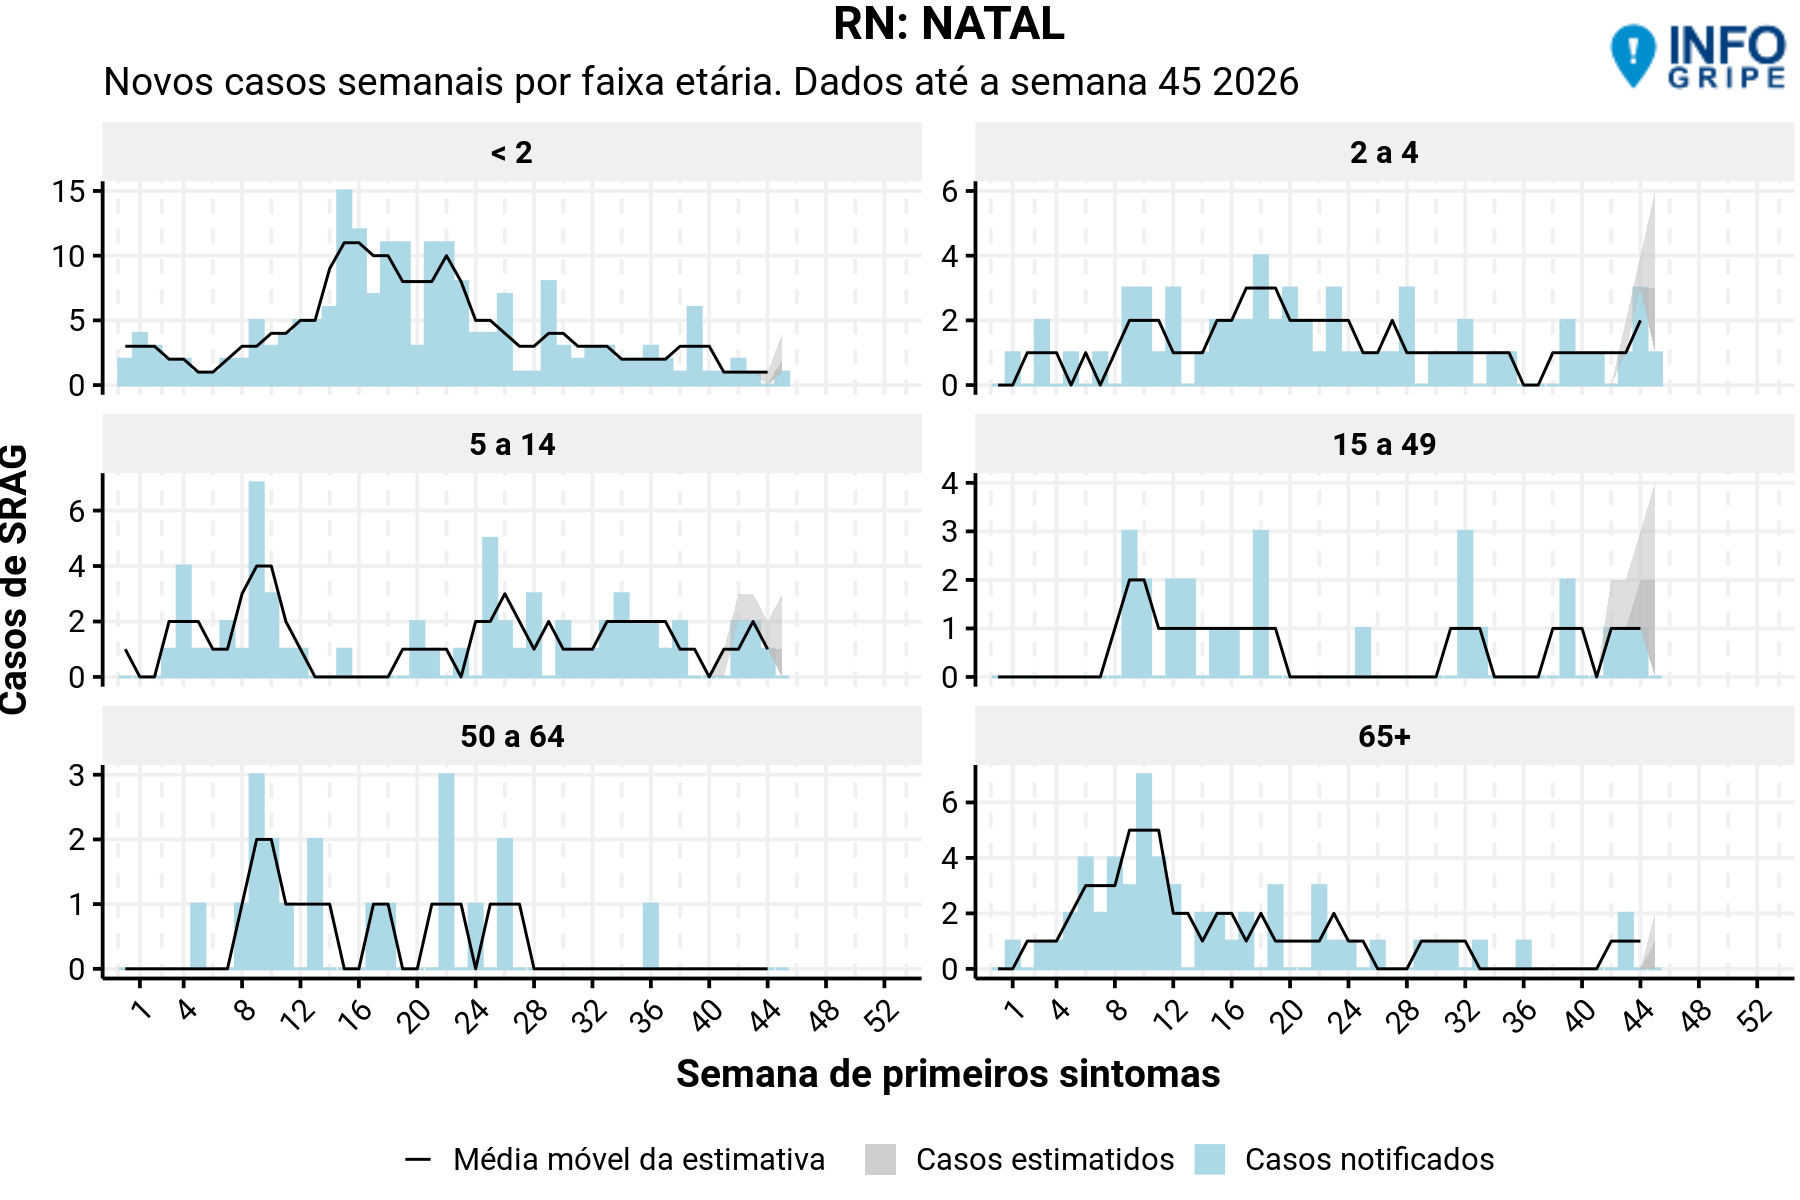 RN: NATAL
INFO
GRIPE
Novos casos semanais por faixa etária. Dados até a semana 45 2026
< 2
2 a 4
15
10
5
0
6
4
2
0
5 a 14
15 a 49
6
4
2
0
4
3
2
1
0
50 a 64
65+
3
2
1
0
6
4
2
0
Casos de SRAG
1 4 8 12 16 20 24 28 32 36 40 44 48 52
1 4 8 12 16 20 24 28 32 36 40 44 48 52
Semana de primeiros sintomas
Média móvel da estimativa
Casos estimatidos
Casos notificados